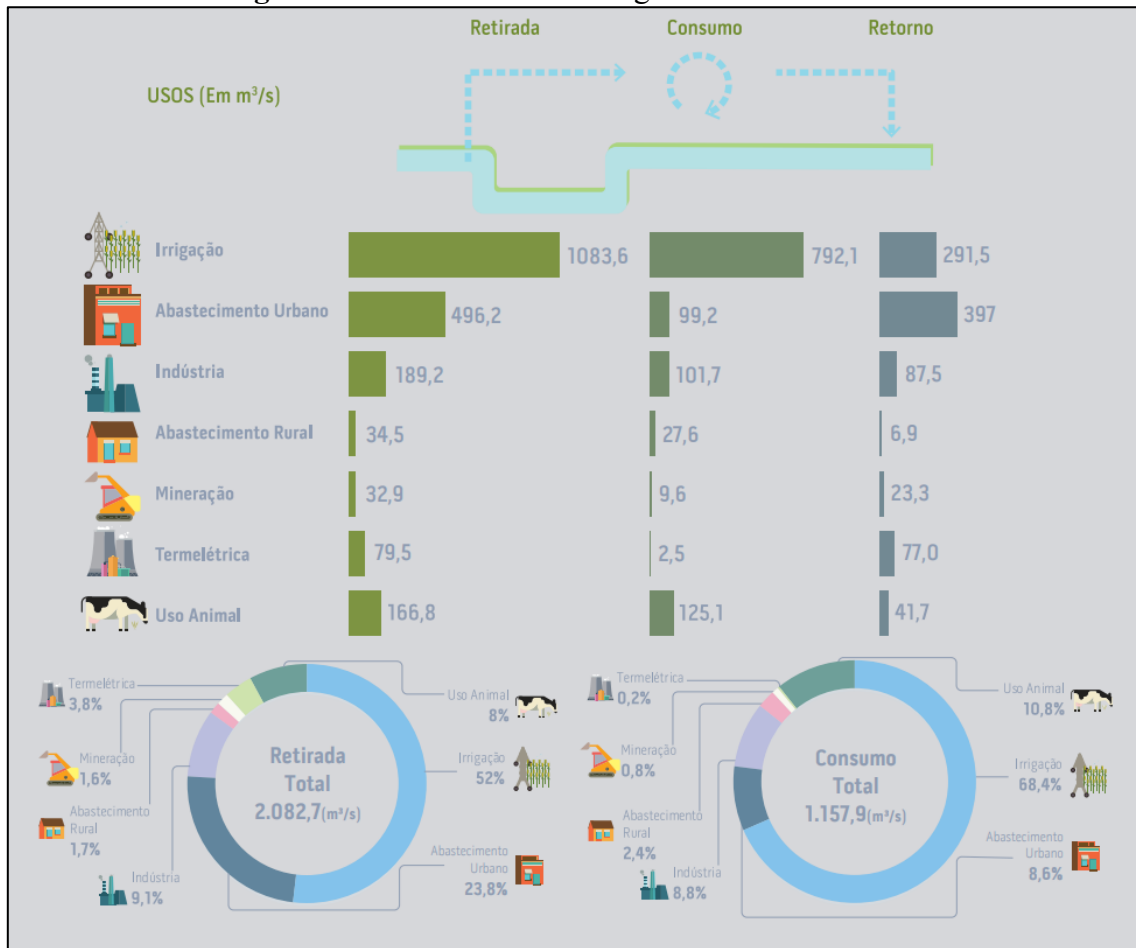 Retirada
Consumo
Retorno
USOS (Em m³/s)
Irrigação
1083,6
792,1
291,5
Abastecimento Urbano
496,2
99,2
397
Indústria
189,2
101,7
87,5
Abastecimento Rural
34,5
27,6
6,9
Mineração
32,9
9,6
23,3
Termelétrica
79,5
2,5
77,0
Uso Animal
166,8
125,1
41,7
Termelétrica
3,8%
Mineração
1,6%
Abastecimento
Rural
1,7%
Indústria
9,1%
Retirada
Total
2.082,7(m³/s)
Uso Animal
8%
Irrigação
52%
Abastecimento
Urbano
23,8%
Termelétrica
0,2%
Mineração
0,8%
Abastecimento
Rural
2,4%
Indústria
8,8%
Consumo
Total
1.157,9(m³/s)
Uso Animal
10,8%
Irrigação
68,4%
Abastecimento
Urbano
8,6%